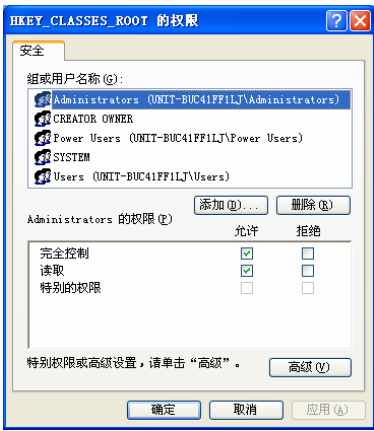 HKEY_CLASSES_ROOT 的权限
安全
组或用户名称(G):
Administrators (UNIT-BUC41FF1LJ\Administrators)
CREATOR OWNER
Power Users (UNIT-BUC41FF1LJ\Power Users)
SYSTEM
Users (UNIT-BUC41FF1LJ\Users)
添加(D)... 删除(R)
Administrators 的权限(P) 允许 拒绝
完全控制
读取
特别的权限
特别权限或高级设置，请单击“高级”。 高级(V)
确定 取消 应用(A)